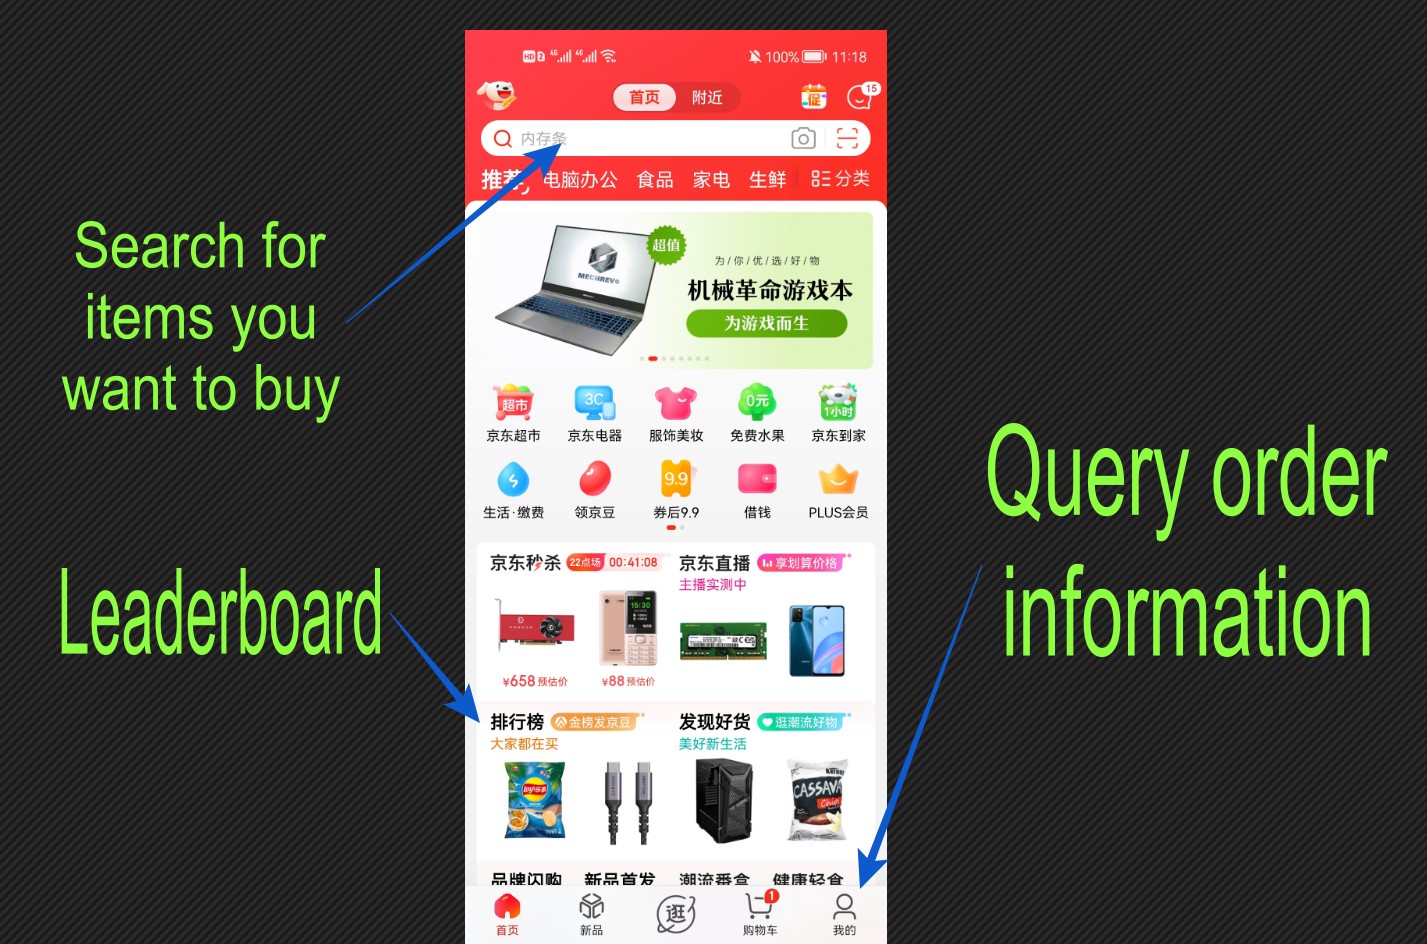 HD 2 4G 4G 100% 11:18
首页 附近 促 15
内存条
推荐 电脑办公 食品 家电 生鲜 分类
超值
为/你/优/选/好/物
MECHREVO
机械革命游戏本
为游戏而生
Search for
items you
want to buy
超市 3C 0元 1小时
京东超市 京东电器 服饰美妆 免费水果 京东到家
9.9
生活·缴费 领京豆 券后9.9 借钱 PLUS会员
Query order
information
京东秒杀 22点场 00:41:08 京东直播 享划算价格
主播实测中
15:30
¥658 预估价 ¥88 预估价
Leaderboard
排行榜 金榜发京豆 发现好货 逛潮流好物
大家都在买 美好新生活
CASSAVA
Chips
品牌闪购 新品首发 潮流番盒 健康轻食
逛 1
首页 新品 购物车 我的